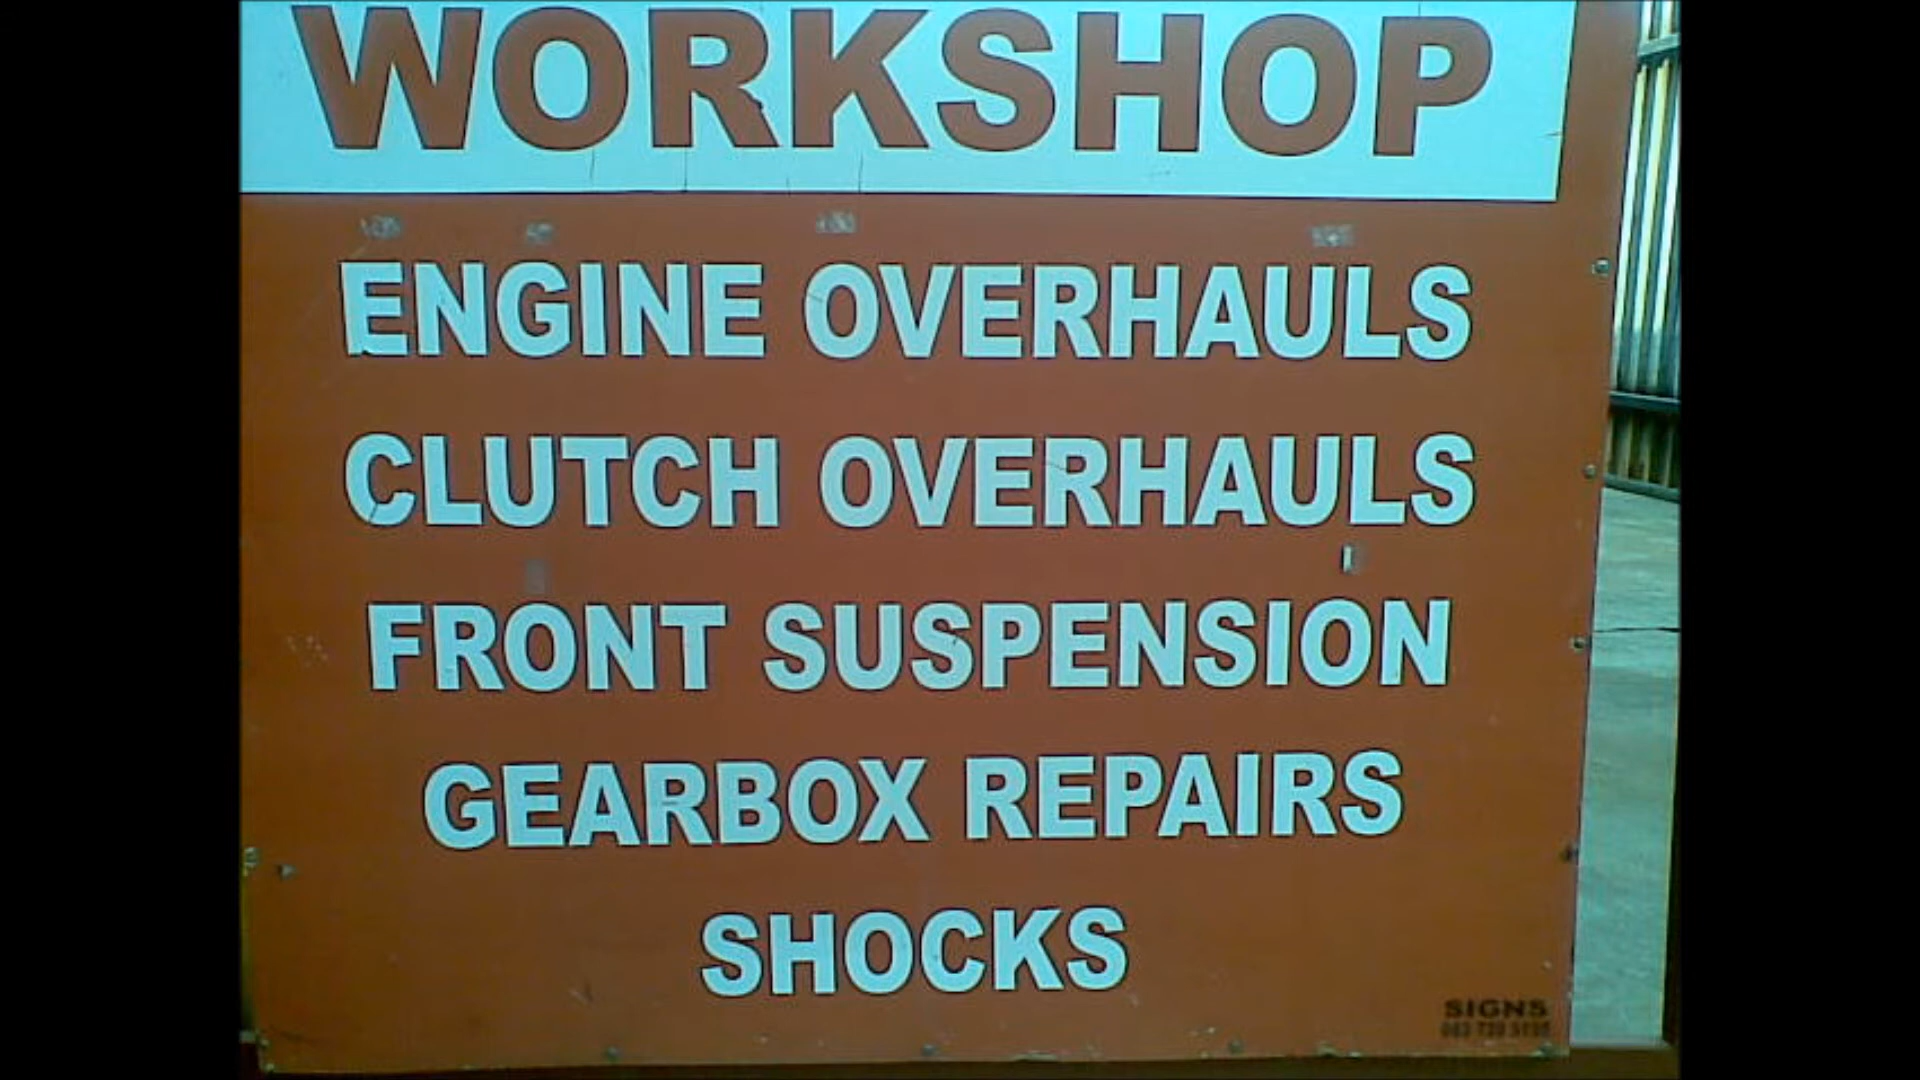 WORKSHOP
ENGINE OVERHAULS
CLUTCH OVERHAULS
FRONT SUSPENSION
GEARBOX REPAIRS
SHOCKS
SIGNS